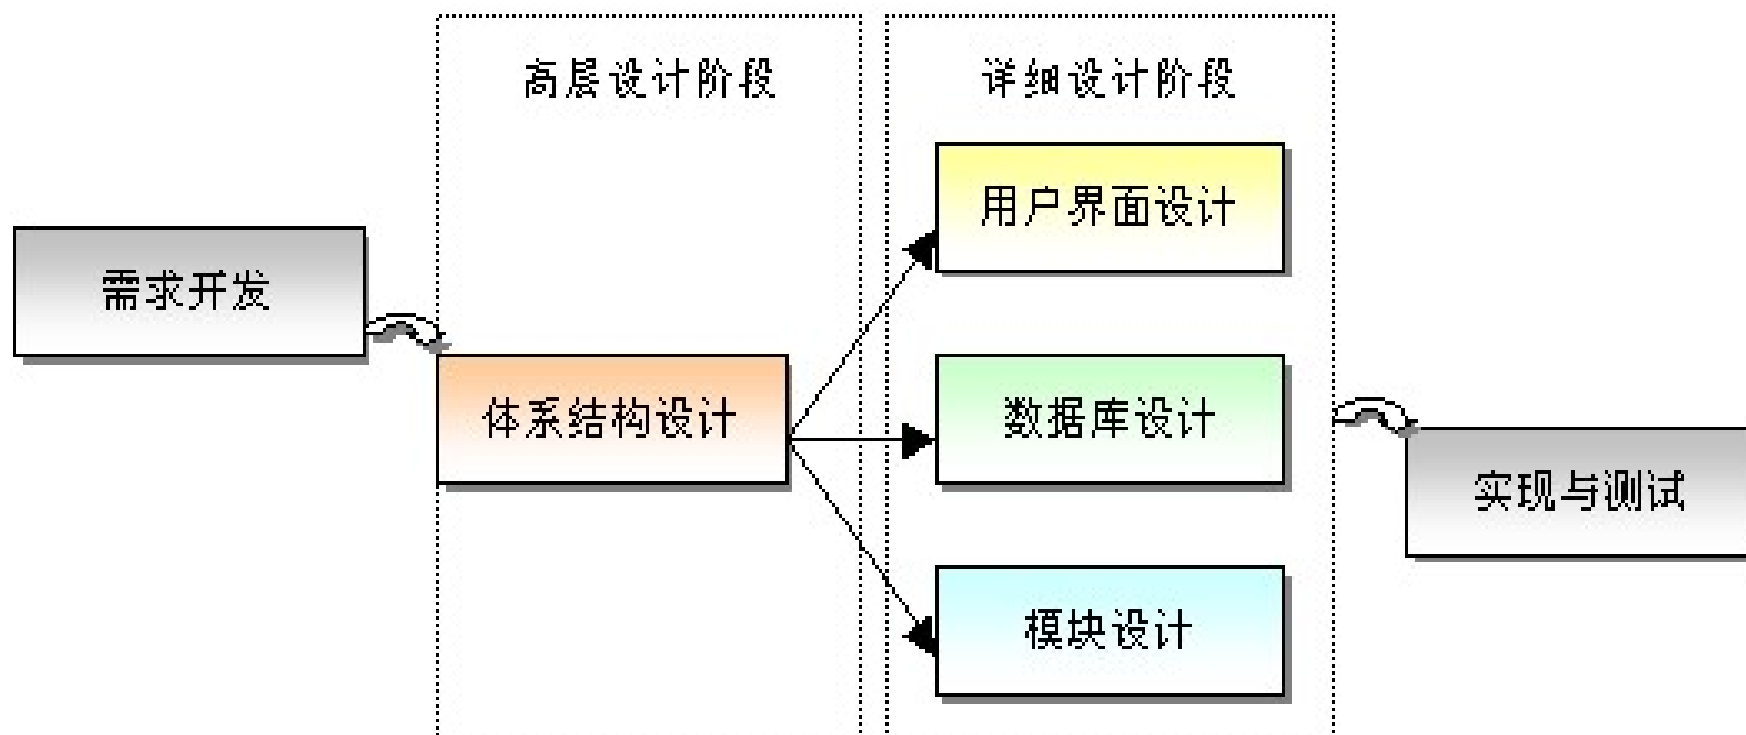 高层设计阶段
详细设计阶段
用户界面设计
需求开发
体系结构设计
数据库设计
实现与测试
模块设计